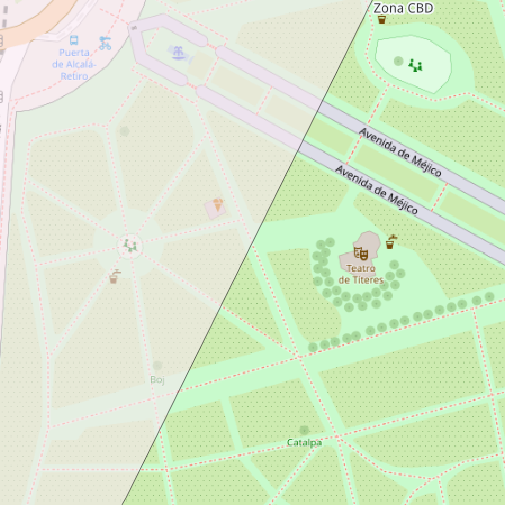 Zona CBD
Puerta
de Alcalá-
Retiro
Avenida de Méjico
Avenida de Méjico
Teatro
de Títeres
Boj
Catalpa